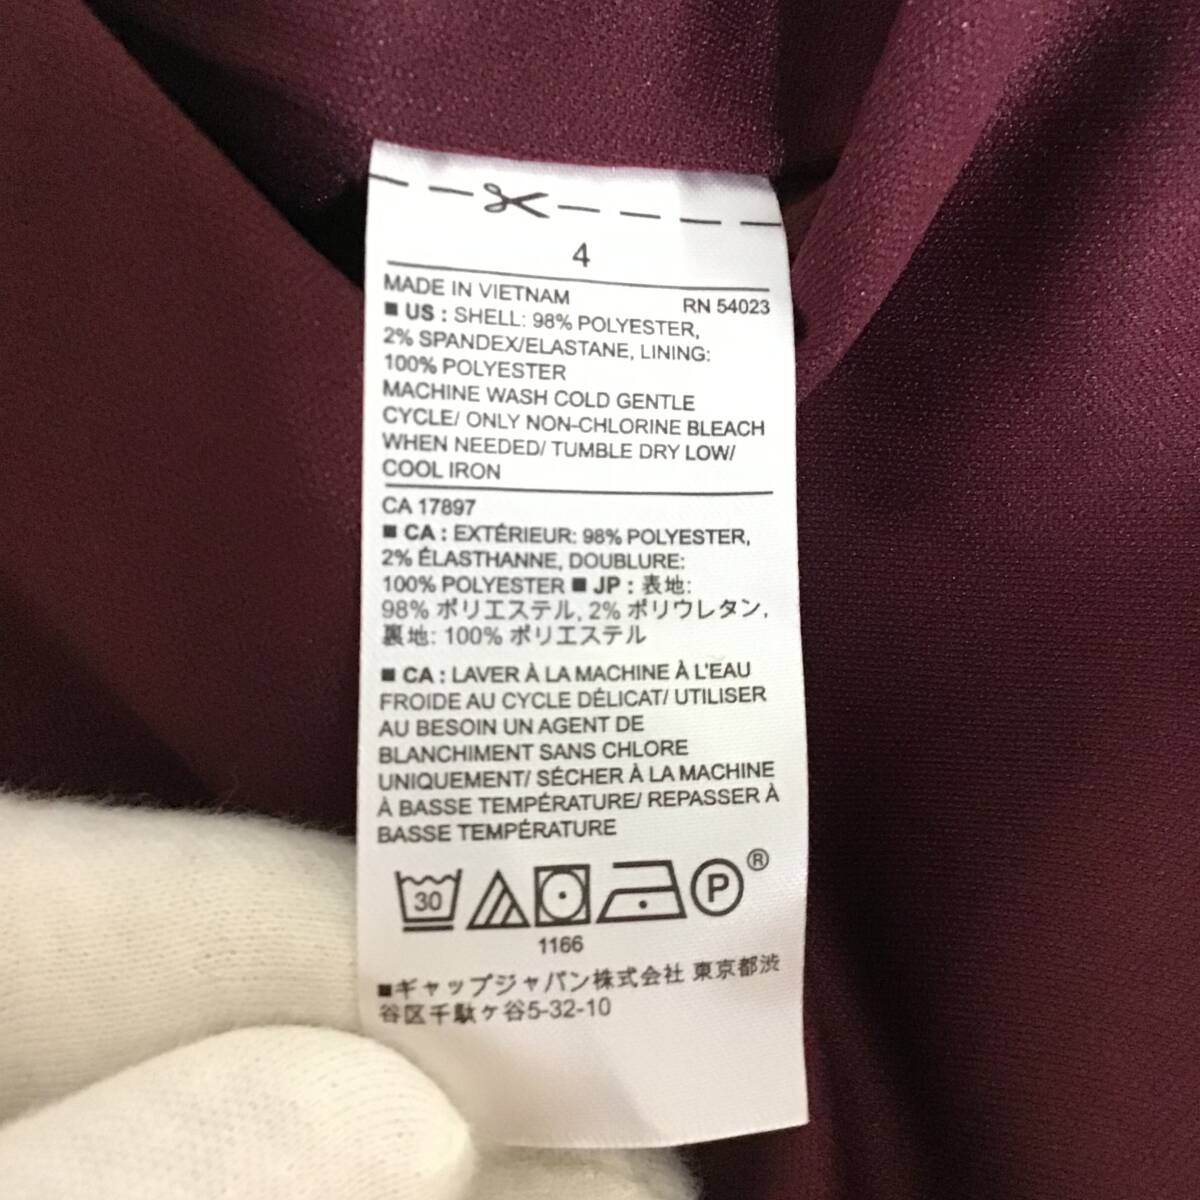 4
MADE IN VIETNAM RN 54023
■ US : SHELL: 98% POLYESTER,
2% SPANDEX/ELASTANE, LINING:
100% POLYESTER
MACHINE WASH COLD GENTLE
CYCLE/ ONLY NON-CHLORINE BLEACH
WHEN NEEDED/ TUMBLE DRY LOW/
COOL IRON
CA 17897
■ CA : EXTÉRIEUR: 98% POLYESTER,
2% ÉLASTHANNE, DOUBLURE:
100% POLYESTER ■ JP : 表地:
98% ポリエステル, 2% ポリウレタン,
裏地: 100% ポリエステル
■ CA : LAVER À LA MACHINE À L'EAU
FROIDE AU CYCLE DÉLICAT/ UTILISER
AU BESOIN UN AGENT DE
BLANCHIMENT SANS CHLORE
UNIQUEMENT/ SÉCHER À LA MACHINE
À BASSE TEMPÉRATURE/ REPASSER À
BASSE TEMPÉRATURE
30 P ®
1166
■ギャップジャパン株式会社 東京都渋
谷区千駄ケ谷5-32-10